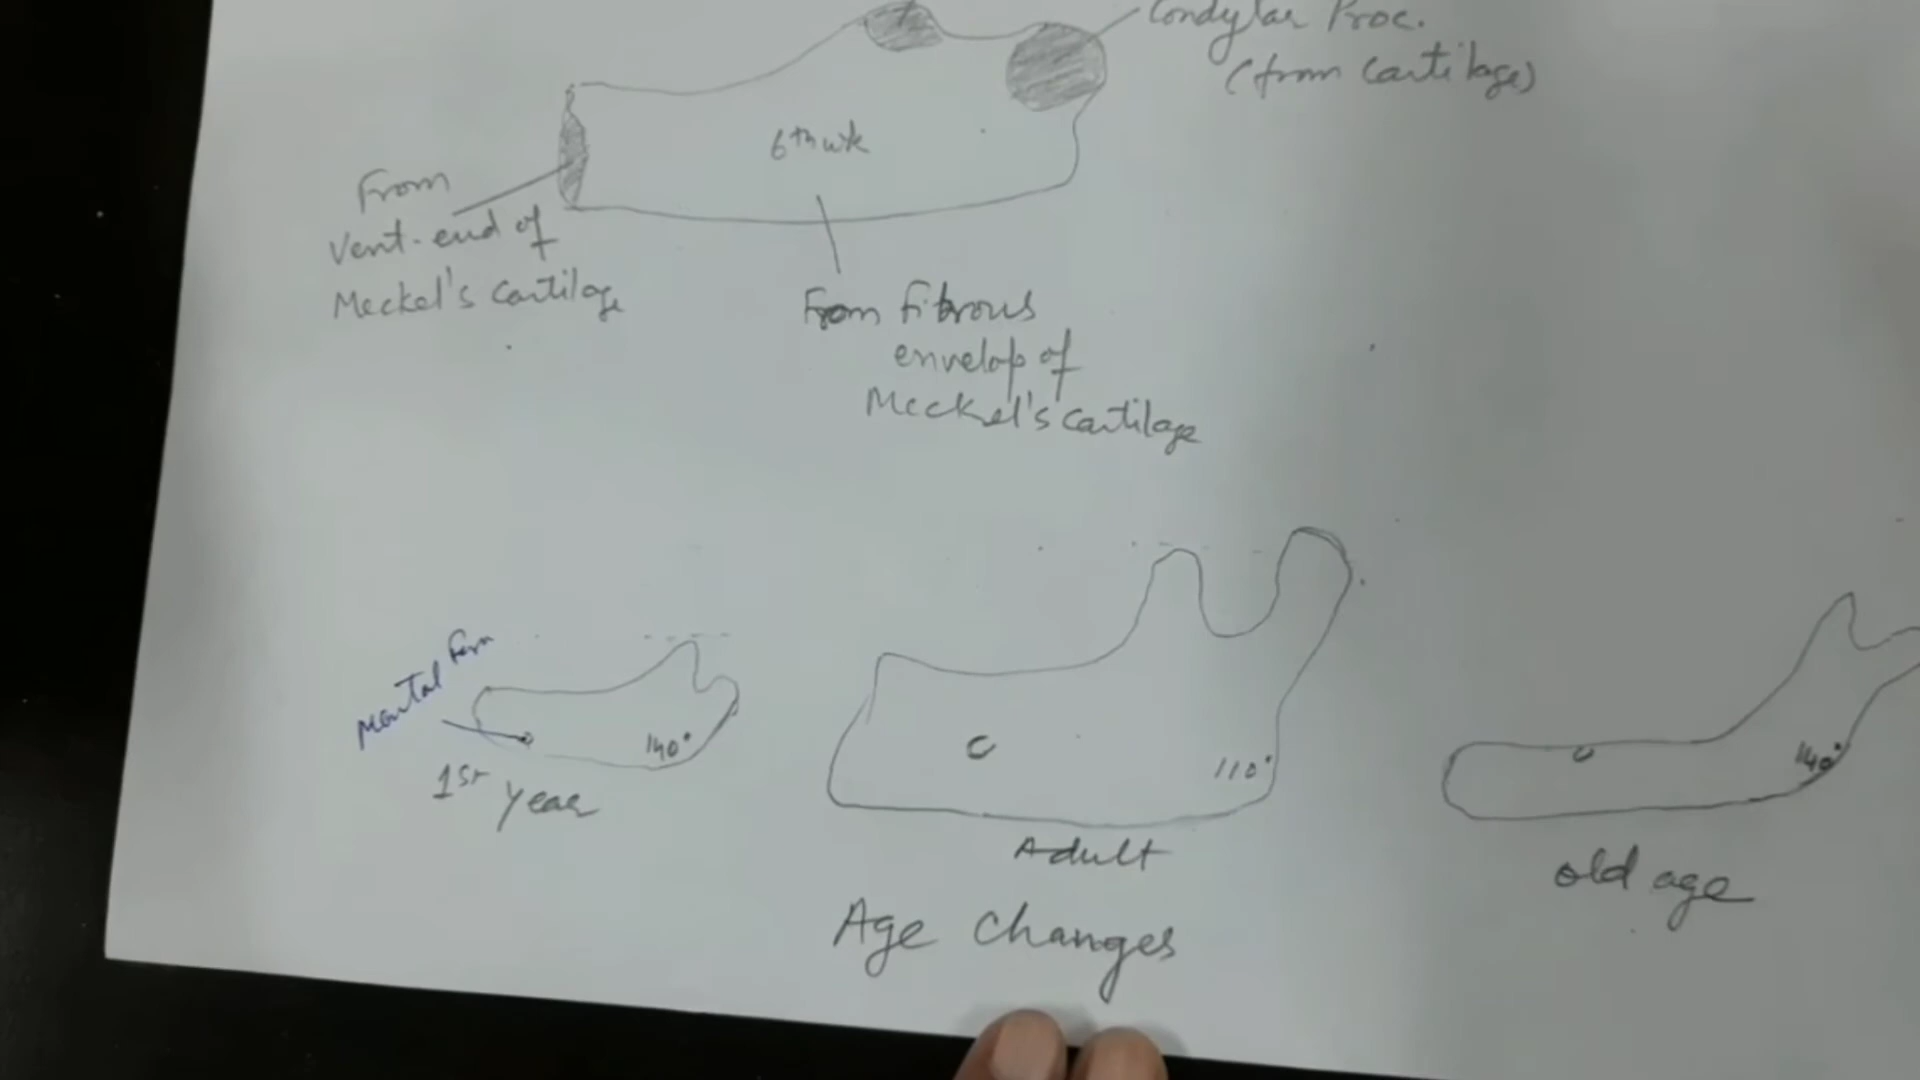 Condylar Proc.
(from cartilage)
6th wk
From
Vent. end of
Meckel's cartilage
From fibrous
envelop of
Meckel's cartilage
Mental Form
140°
1st year
110°
Adult
140°
old age
Age changes